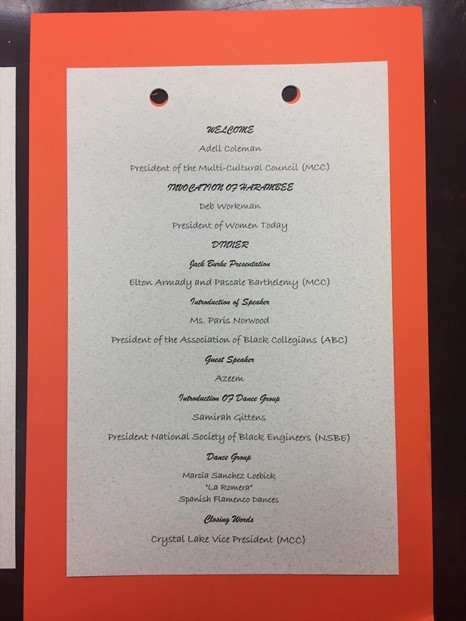 WELCOME
Adell Coleman
President of the Multi-Cultural Council (MCC)
INVOCATION OF HARAMBEE
Deb Workman
President of Women Today
DINNER
Jack Burke Presentation
Elton Armady and Pascale Barthelemy (MCC)
Introduction of Speaker
Ms. Paris Norwood
President of the Association of Black Collegians (ABC)
Guest Speaker
Azeem
Introduction OF Dance Group
Samirah Gittens
President National Society of Black Engineers (NSBE)
Dance Group
Marcia Sanchez Loebick
"La Romera"
Spanish Flamenco Dances
Closing Words
Crystal Lake Vice President (MCC)